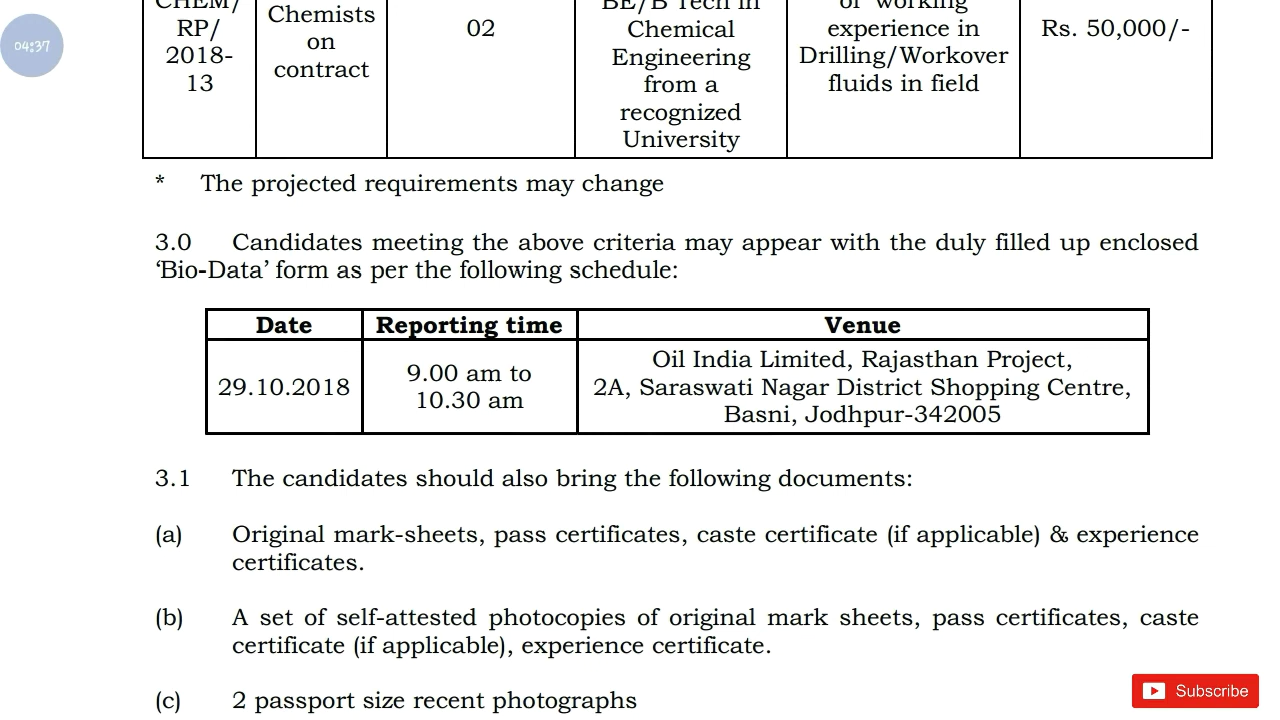 04:37
CHEM/
RP/
2018-
13
Chemists
on
contract
02
BE/B Tech in
Chemical
Engineering
from a
recognized
University
of working
experience in
Drilling/Workover
fluids in field
Rs. 50,000/-
* The projected requirements may change
3.0 Candidates meeting the above criteria may appear with the duly filled up enclosed
‘Bio-Data’ form as per the following schedule:
Date Reporting time Venue
29.10.2018
9.00 am to
10.30 am
Oil India Limited, Rajasthan Project,
2A, Saraswati Nagar District Shopping Centre,
Basni, Jodhpur-342005
3.1 The candidates should also bring the following documents:
(a) Original mark-sheets, pass certificates, caste certificate (if applicable) & experience
certificates.
(b) A set of self-attested photocopies of original mark sheets, pass certificates, caste
certificate (if applicable), experience certificate.
(c) 2 passport size recent photographs
Subscribe